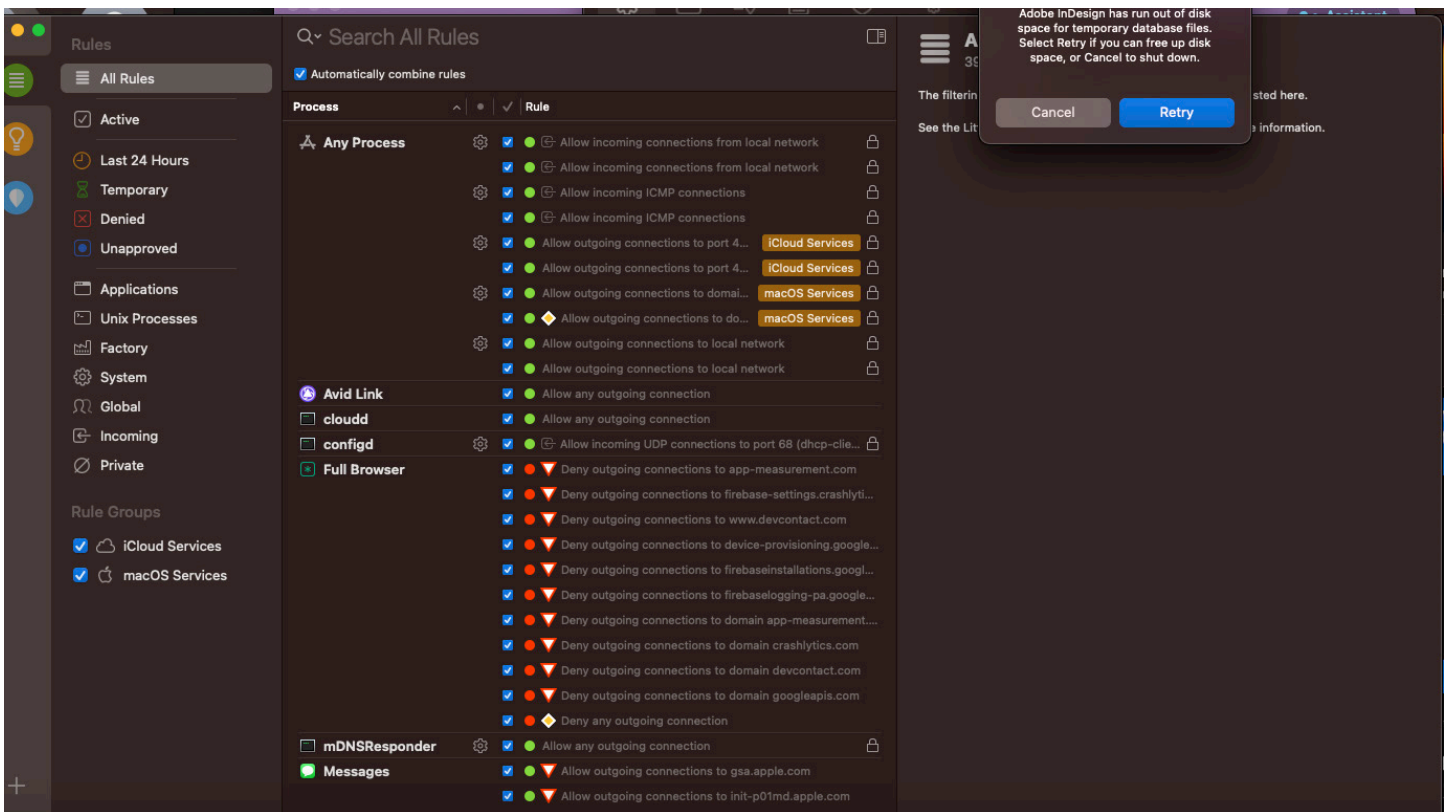 Rules
All Rules
Active
Last 24 Hours
Temporary
Denied
Unapproved
Applications
Unix Processes
Factory
System
Global
Incoming
Private
Rule Groups
iCloud Services
macOS Services
Search All Rules
Automatically combine rules
Process Rule
Any Process Allow incoming connections from local network
Allow incoming connections from local network
Allow incoming ICMP connections
Allow incoming ICMP connections
Allow outgoing connections to port 4... iCloud Services
Allow outgoing connections to port 4... iCloud Services
Allow outgoing connections to domai... macOS Services
Allow outgoing connections to do... macOS Services
Allow outgoing connections to local network
Allow outgoing connections to local network
Avid Link Allow any outgoing connection
cloudd Allow any outgoing connection
configd Allow incoming UDP connections to port 68 (dhcp-clie...
Full Browser Deny outgoing connections to app-measurement.com
Deny outgoing connections to firebase-settings.crashlyti...
Deny outgoing connections to www.devcontact.com
Deny outgoing connections to device-provisioning.google...
Deny outgoing connections to firebaseinstallations.googl...
Deny outgoing connections to firebaselogging-pa.google...
Deny outgoing connections to domain app-measurement....
Deny outgoing connections to domain crashlytics.com
Deny outgoing connections to domain devcontact.com
Deny outgoing connections to domain googleapis.com
Deny any outgoing connection
mDNSResponder Allow any outgoing connection
Messages Allow outgoing connections to gsa.apple.com
Allow outgoing connections to init-p01md.apple.com
A
39
The filterin
sted here.
See the Lit
e information.
Adobe InDesign has run out of disk
space for temporary database files.
Select Retry if you can free up disk
space, or Cancel to shut down.
Cancel Retry